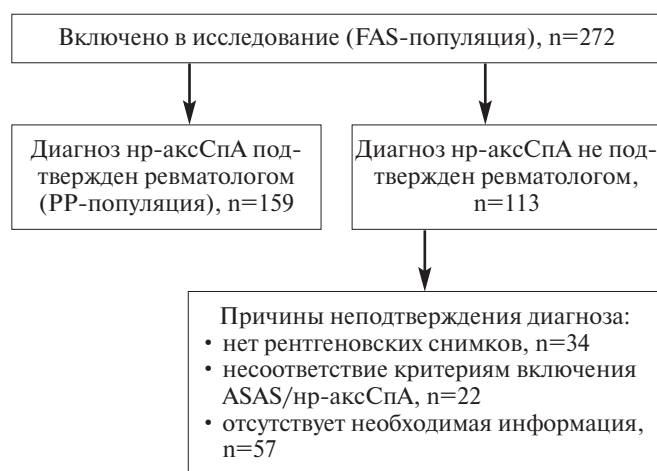 Включено в исследование (FAS-популяция), n=272
Диагноз нр-аксСпА под-
твержден ревматологом
(PP-популяция), n=159
Диагноз нр-аксСпА не под-
твержден ревматологом,
n=113
Причины неподтверждения диагноза:
• нет рентгеновских снимков, n=34
• несоответствие критериям включения
ASAS/нр-аксСпА, n=22
• отсутствует необходимая информация,
n=57